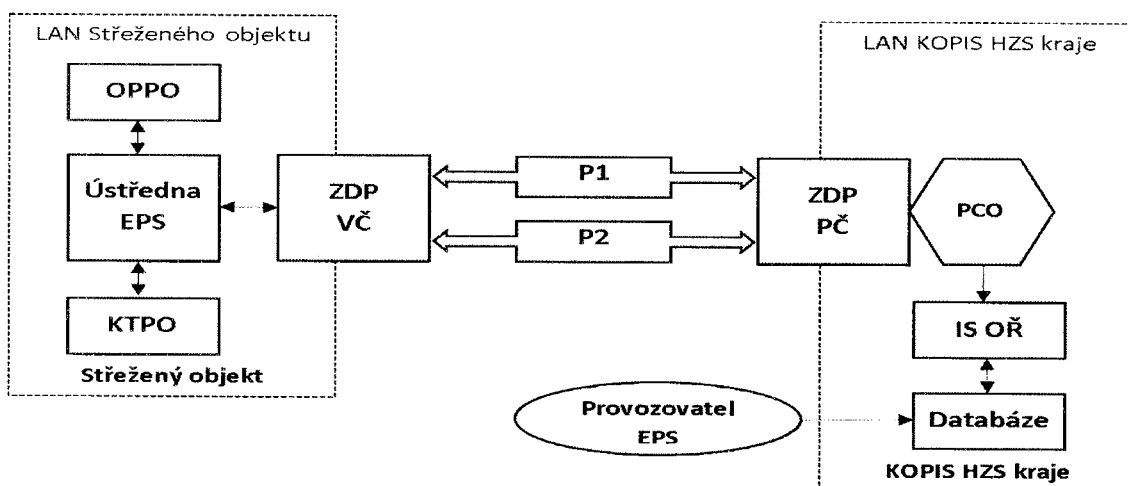 LAN Střeženého objektu
LAN KOPIS HZS kraje
OPPO
Ústředna
EPS
ZDP
VČ
P1
P2
ZDP
PČ
PCO
KTPO
Střežený objekt
IS OŘ
Provozovatel
EPS
Databáze
KOPIS HZS kraje